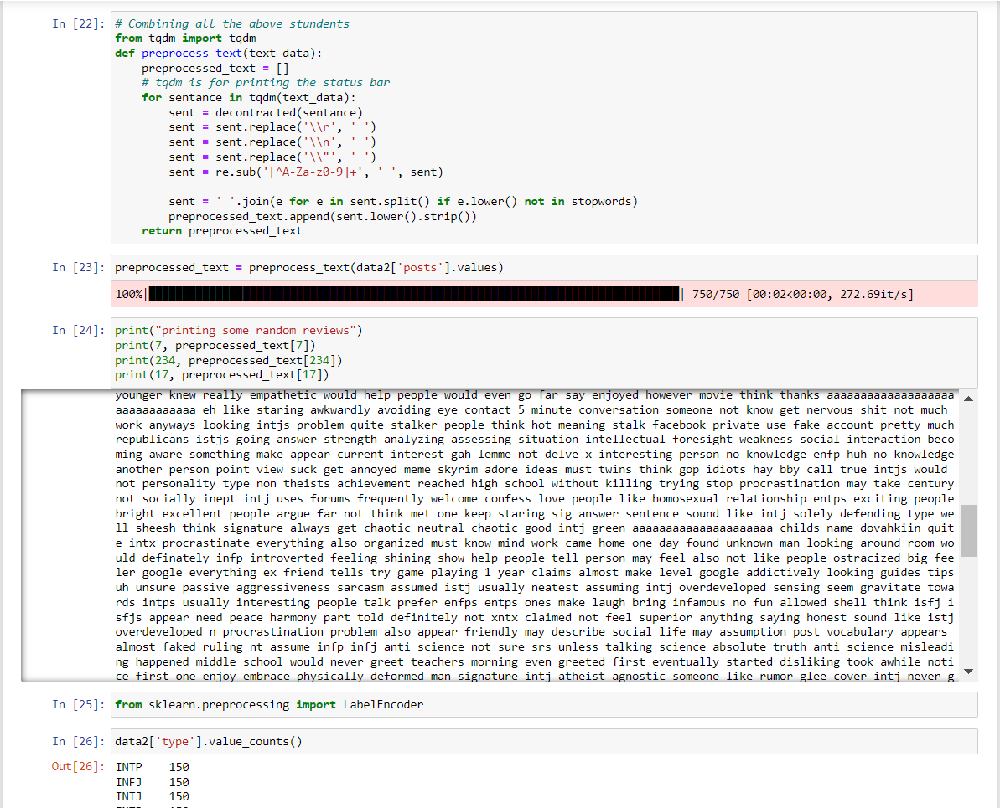 In [22]: # Combining all the above stundents
from tqdm import tqdm
def preprocess_text(text_data):
    preprocessed_text = []
    # tqdm is for printing the status bar
    for sentance in tqdm(text_data):
        sent = decontracted(sentance)
        sent = sent.replace('\\r', ' ')
        sent = sent.replace('\\n', ' ')
        sent = sent.replace('\\"', ' ')
        sent = re.sub('[^A-Za-z0-9]+', ' ', sent)
        sent = ' '.join(e for e in sent.split() if e.lower() not in stopwords)
        preprocessed_text.append(sent.lower().strip())
    return preprocessed_text
In [23]: preprocessed_text = preprocess_text(data2['posts'].values)
100%| | 750/750 [00:02<00:00, 272.69it/s]
In [24]: print("printing some random reviews")
print(7, preprocessed_text[7])
print(234, preprocessed_text[234])
print(17, preprocessed_text[17])
younger knew really empathetic would help people would even go far say enjoyed however movie think thanks aaaaaaaaaaaaaaaaaaa
aaaaaaaaaaaa eh like staring awkwardly avoiding eye contact 5 minute conversation someone not know get nervous shit not much
work anyways looking intjs problem quite stalker people think hot meaning stalk facebook private use fake account pretty much
republicans istjs going answer strength analyzing assessing situation intellectual foresight weakness social interaction beco
ming aware something make appear current interest gah lemme not delve x interesting person no knowledge enfp huh no knowledge
another person point view suck get annoyed meme skyrim adore ideas must twins think gop idiots hay bby call true intjs would
not personality type non theists achievement reached high school without killing trying stop procrastination may take century
not socially inept intj uses forums frequently welcome confess love people like homosexual relationship entps exciting people
bright excellent people argue far not think met one keep staring sig answer sentence sound like intj solely defending type we
ll sheesh think signature always get chaotic neutral chaotic good intj green aaaaaaaaaaaaaaaaaaaaa childs name dovahkiin quit
e intx procrastinate everything also organized must know mind work came home one day found unknown man looking around room wo
uld definately infp introverted feeling shining show help people tell person may feel also not like people ostracized big fee
ler google everything ex friend tells try game playing 1 year claims almost make level google addictively looking guides tips
uh unsure passive aggressiveness sarcasm assumed istj usually neatest assuming intj overdeveloped sensing seem gravitate towa
rds intps usually interesting people talk prefer enfps entps ones make laugh bring infamous no fun allowed shell think isfj i
sfjs appear need peace harmony part told definitely not xntx claimed not feel superior anything saying honest sound like istj
overdeveloped n procrastination problem also appear friendly may describe social life may assumption post vocabulary appears
almost faked ruling nt assume infp infj anti science not sure srs unless talking science absolute truth anti science misleadi
ng happened middle school would never greet teachers morning even greeted first eventually started disliking took awhile noti
ce first one enjoy embrace physically deformed man signature intj atheist agnostic someone like rumor glee cover intj never g
In [25]: from sklearn.preprocessing import LabelEncoder
In [26]: data2['type'].value_counts()
Out[26]: INTP    150
INFJ    150
INTJ    150